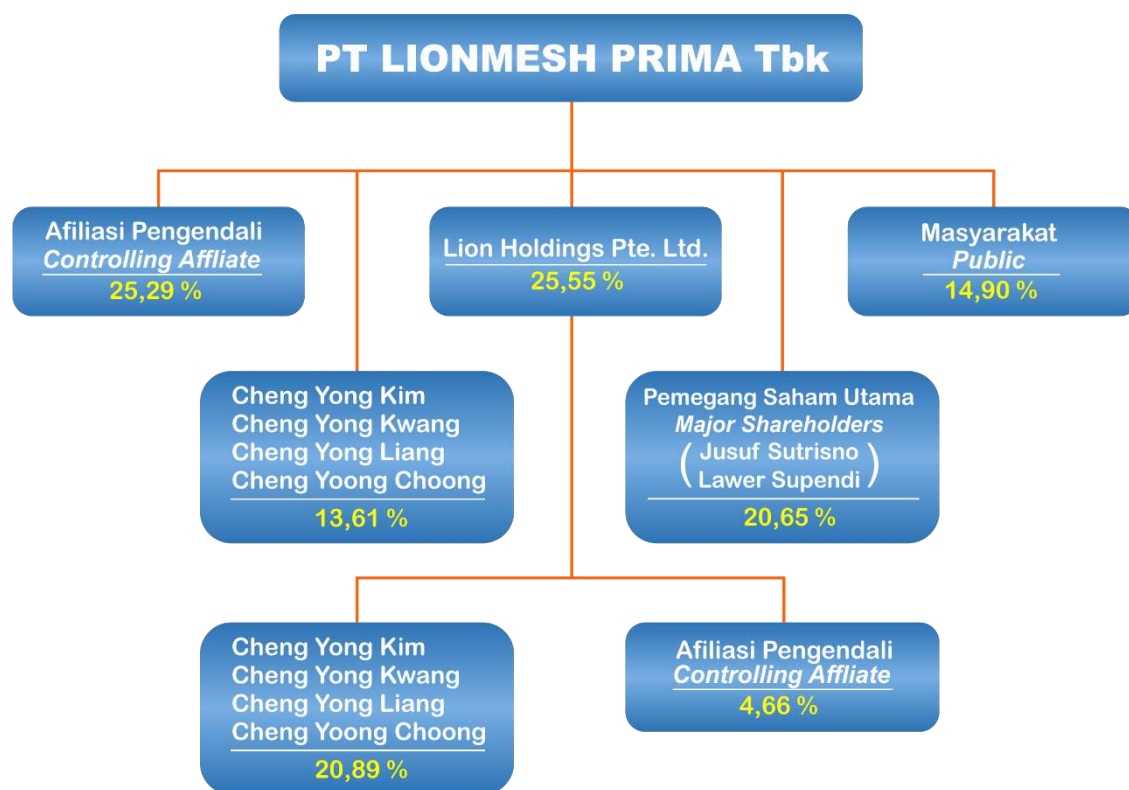 PT LIONMESH PRIMA Tbk
Afiliasi Pengendali
Controlling Affliate
25,29 %
Lion Holdings Pte. Ltd.
25,55 %
Masyarakat
Public
14,90 %
Cheng Yong Kim
Cheng Yong Kwang
Cheng Yong Liang
Cheng Yoong Choong
13,61 %
Pemegang Saham Utama
Major Shareholders
( Jusuf Sutrisno
Lawer Supendi )
20,65 %
Cheng Yong Kim
Cheng Yong Kwang
Cheng Yong Liang
Cheng Yoong Choong
20,89 %
Afiliasi Pengendali
Controlling Affliate
4,66 %